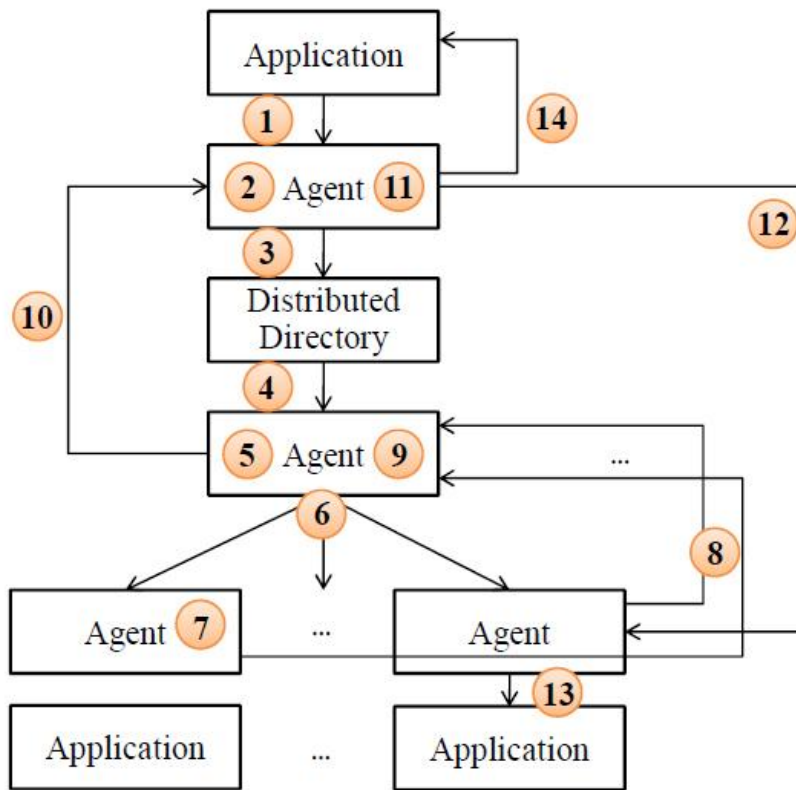 Application
1
14
2 Agent 11
12
3
10
Distributed
Directory
4
5 Agent 9
...
6
8
Agent 7
...
Agent
13
Application
...
Application